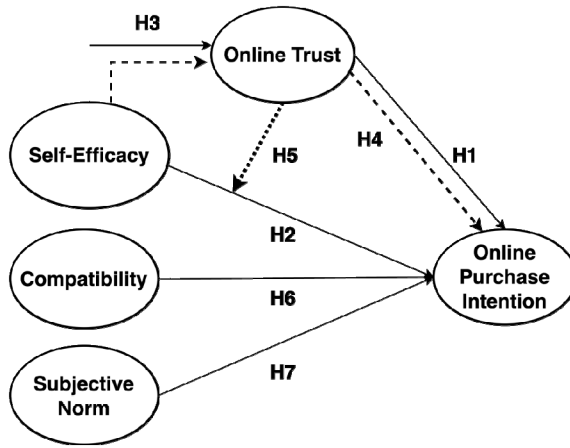 H3
Online Trust
H4
H1
Self-Efficacy
H5
H2
Online
Purchase
Intention
Compatibility
H6
Subjective
Norm
H7